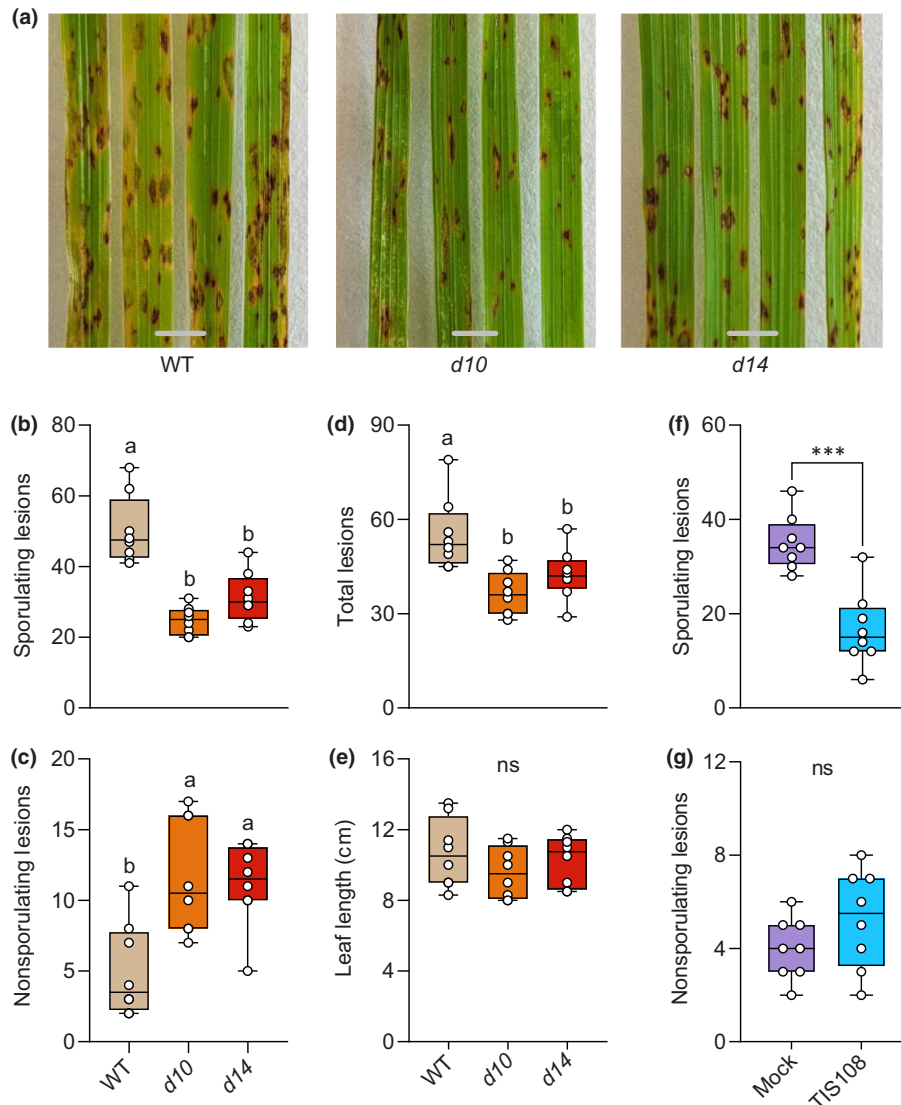 (a)
WT d10 d14
(b)
Sporulating lesions
80
60
40
20
0
a
b
b
(d)
Total lesions
90
60
30
0
a
b
b
(f)
Sporulating lesions
60
40
20
0
***
(c)
Nonsporulating lesions
20
15
10
5
0
b
a
a
WT d10 d14
(e)
Leaf length (cm)
16
12
8
4
0
ns
WT d10 d14
(g)
Nonsporulating lesions
12
8
4
0
ns
Mock TIS108